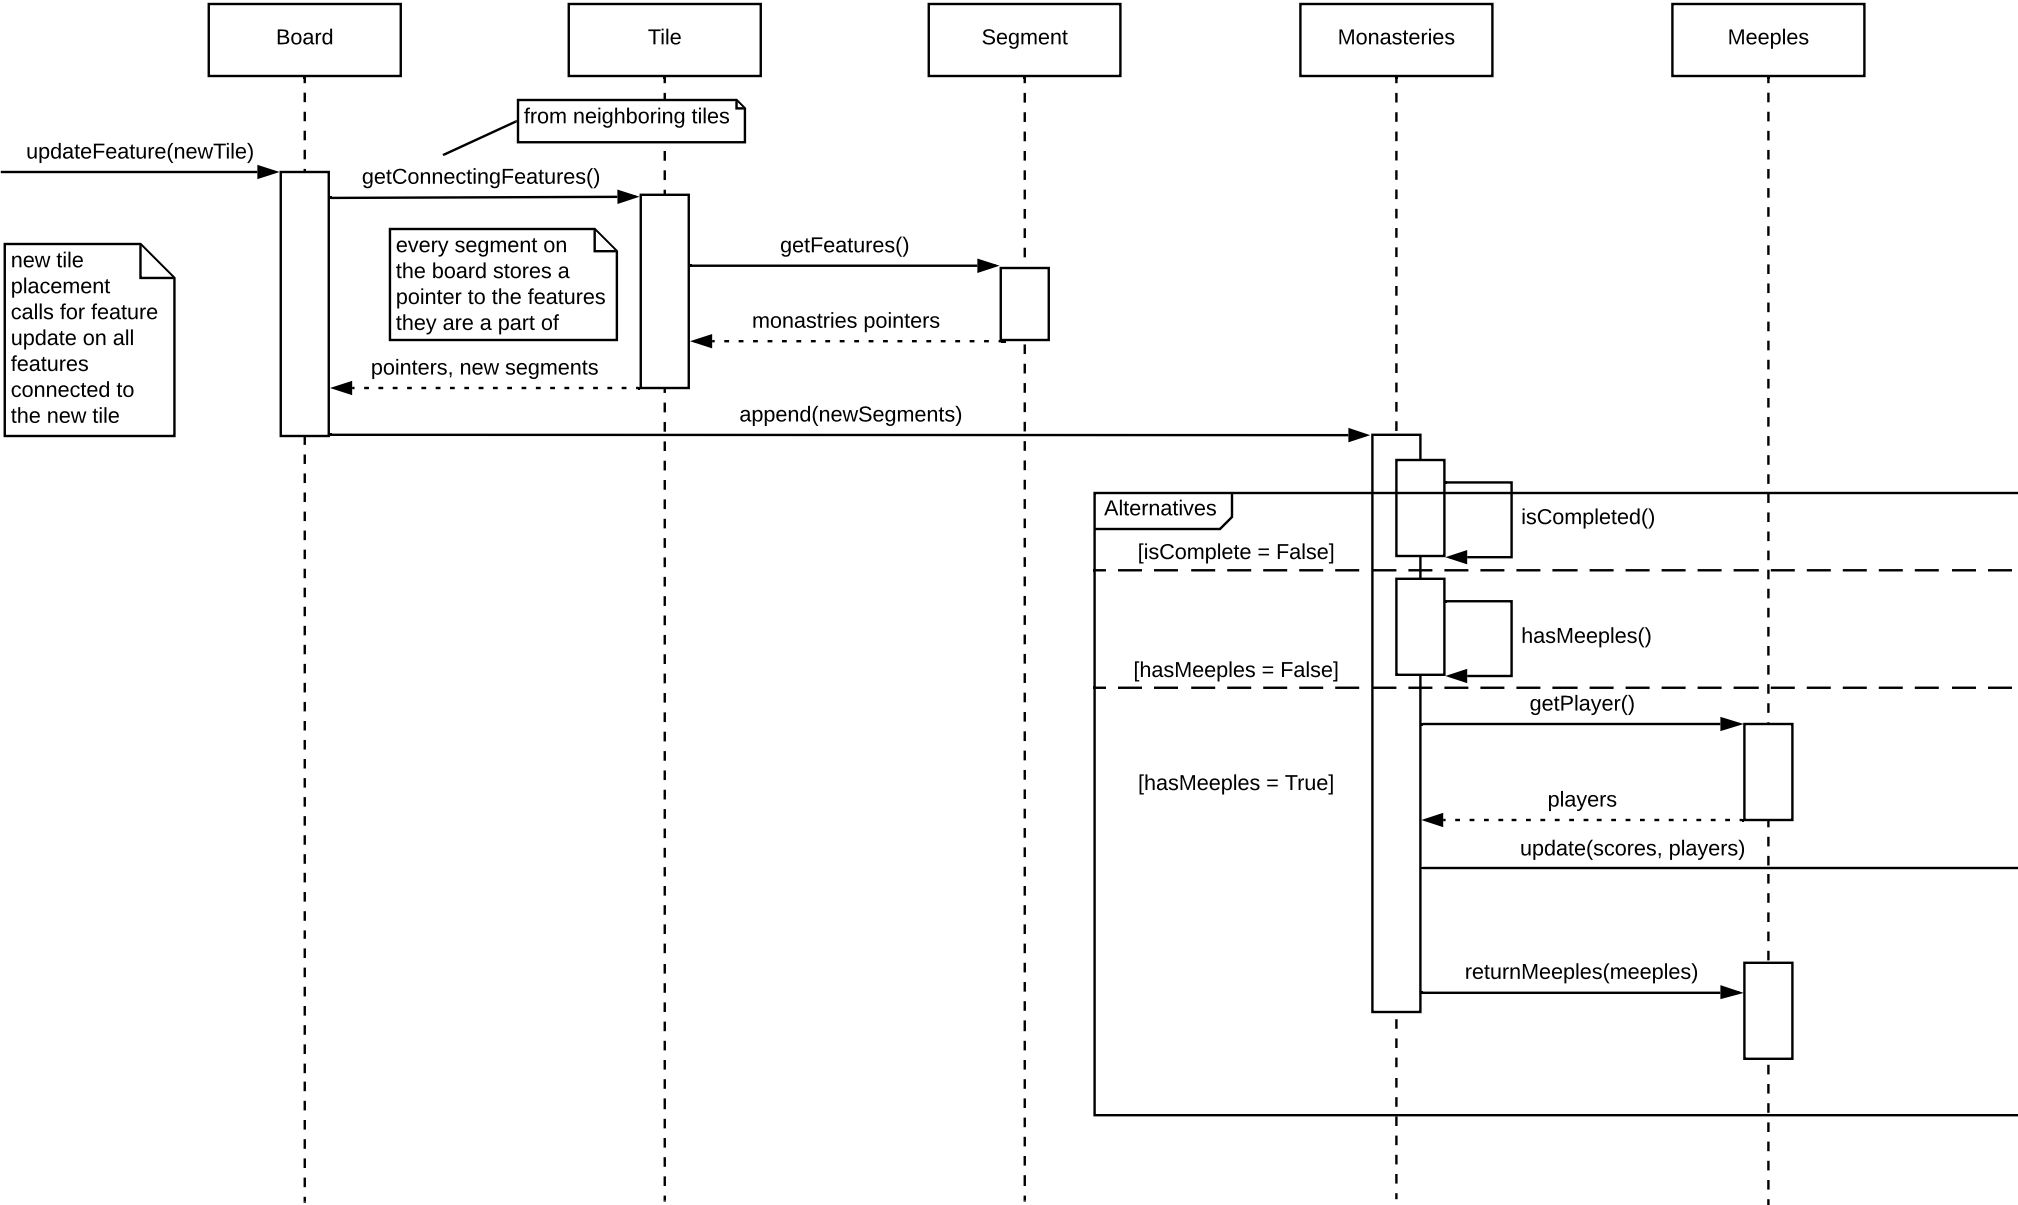 Board
Tile
Segment
Monasteries
Meeples
from neighboring tiles
updateFeature(newTile)
getConnectingFeatures()
new tile
placement
calls for feature
update on all
features
connected to
the new tile
every segment on
the board stores a
pointer to the features
they are a part of
getFeatures()
monastries pointers
pointers, new segments
append(newSegments)
Alternatives
isCompleted()
[isComplete = False]
hasMeeples()
[hasMeeples = False]
getPlayer()
[hasMeeples = True]
players
update(scores, players)
returnMeeples(meeples)